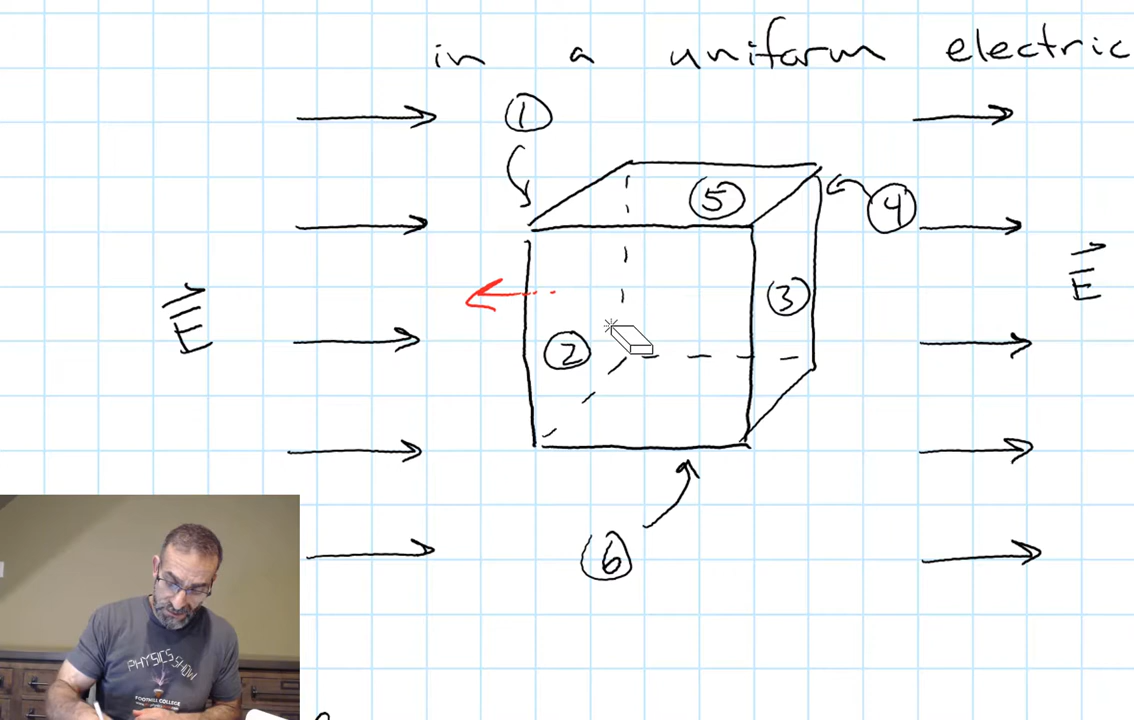 in a uniform electric
①
⑤
④
E
③
E
②
⑥
PHYSICS SHOW
FOOTHILL COLLEGE